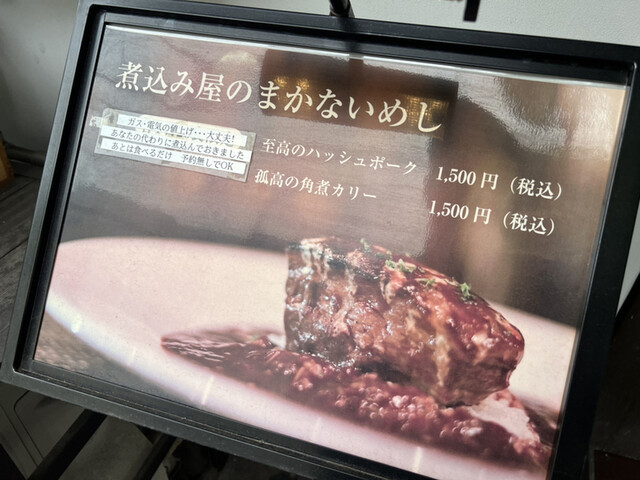 煮込み屋のまかないめし
ガス・電気の値上げ・・・大丈夫!
あなたの代わりに煮込んでおきました
あとは食べるだけ 予約無しでOK
至高のハッシュポーク 1,500円(税込)
孤高の角煮カリー 1,500円(税込)